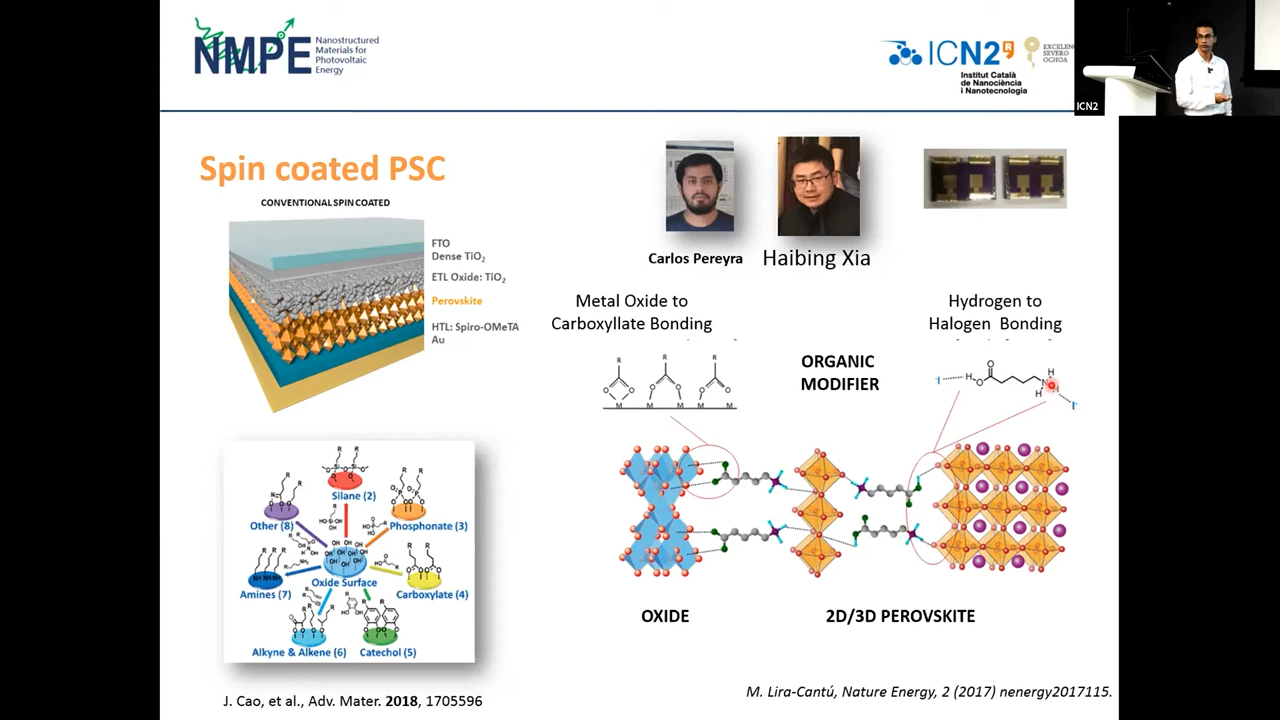 NMPE
Nanostructured
Materials for
Photovoltaic
Energy
ICN2
Institut Català
de Nanociència
i Nanotecnologia
EXCELEN
SEVERO
OCHOA
ICN2
Spin coated PSC
CONVENTIONAL SPIN COATED
FTO
Dense TiO2
ETL Oxide: TiO2
Perovskite
HTL: Spiro-OMeTA
Au
Carlos Pereyra
Haibing Xia
Metal Oxide to
Carboxyllate Bonding
Hydrogen to
Halogen Bonding
ORGANIC
MODIFIER
R R R
O O O O O O
M M M M M
O
H O
H
N H
H
I-
OXIDE
2D/3D PEROVSKITE
Silane (2)
Other (8)
Phosphonate (3)
Oxide Surface
Amines (7)
Carboxylate (4)
Alkyne & Alkene (6)
Catechol (5)
J. Cao, et al., Adv. Mater. 2018, 1705596
M. Lira-Cantú, Nature Energy, 2 (2017) nenergy2017115.